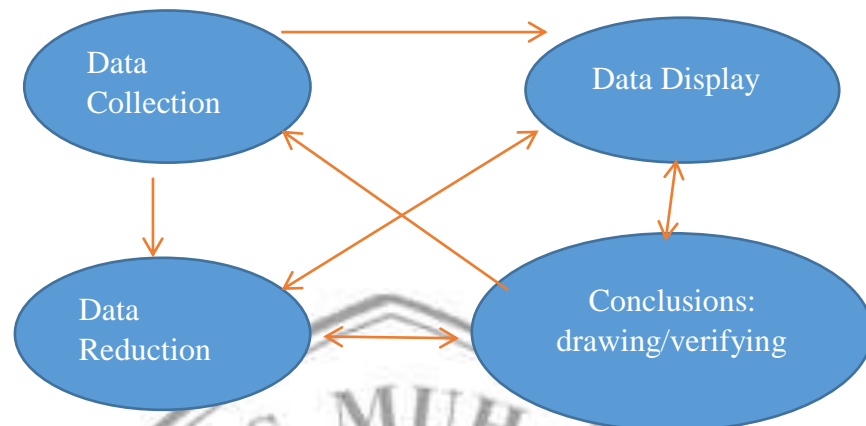 Data
Collection
Data Display
Data
Reduction
Conclusions:
drawing/verifying